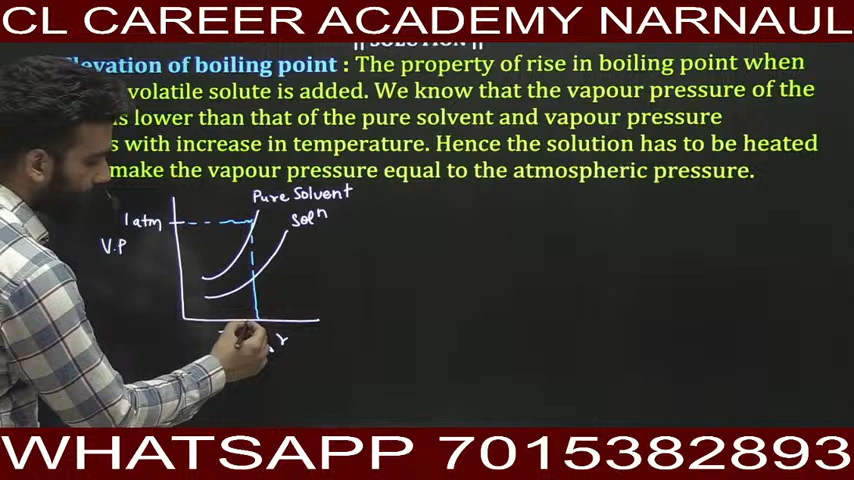 CL CAREER ACADEMY NARNAUL
|| SOLUTION ||
Elevation of boiling point : The property of rise in boiling point when
volatile solute is added. We know that the vapour pressure of the
is lower than that of the pure solvent and vapour pressure
with increase in temperature. Hence the solution has to be heated
make the vapour pressure equal to the atmospheric pressure.
Pure Solvent
1 atm
Solⁿ
V.P
WHATSAPP 7015382893